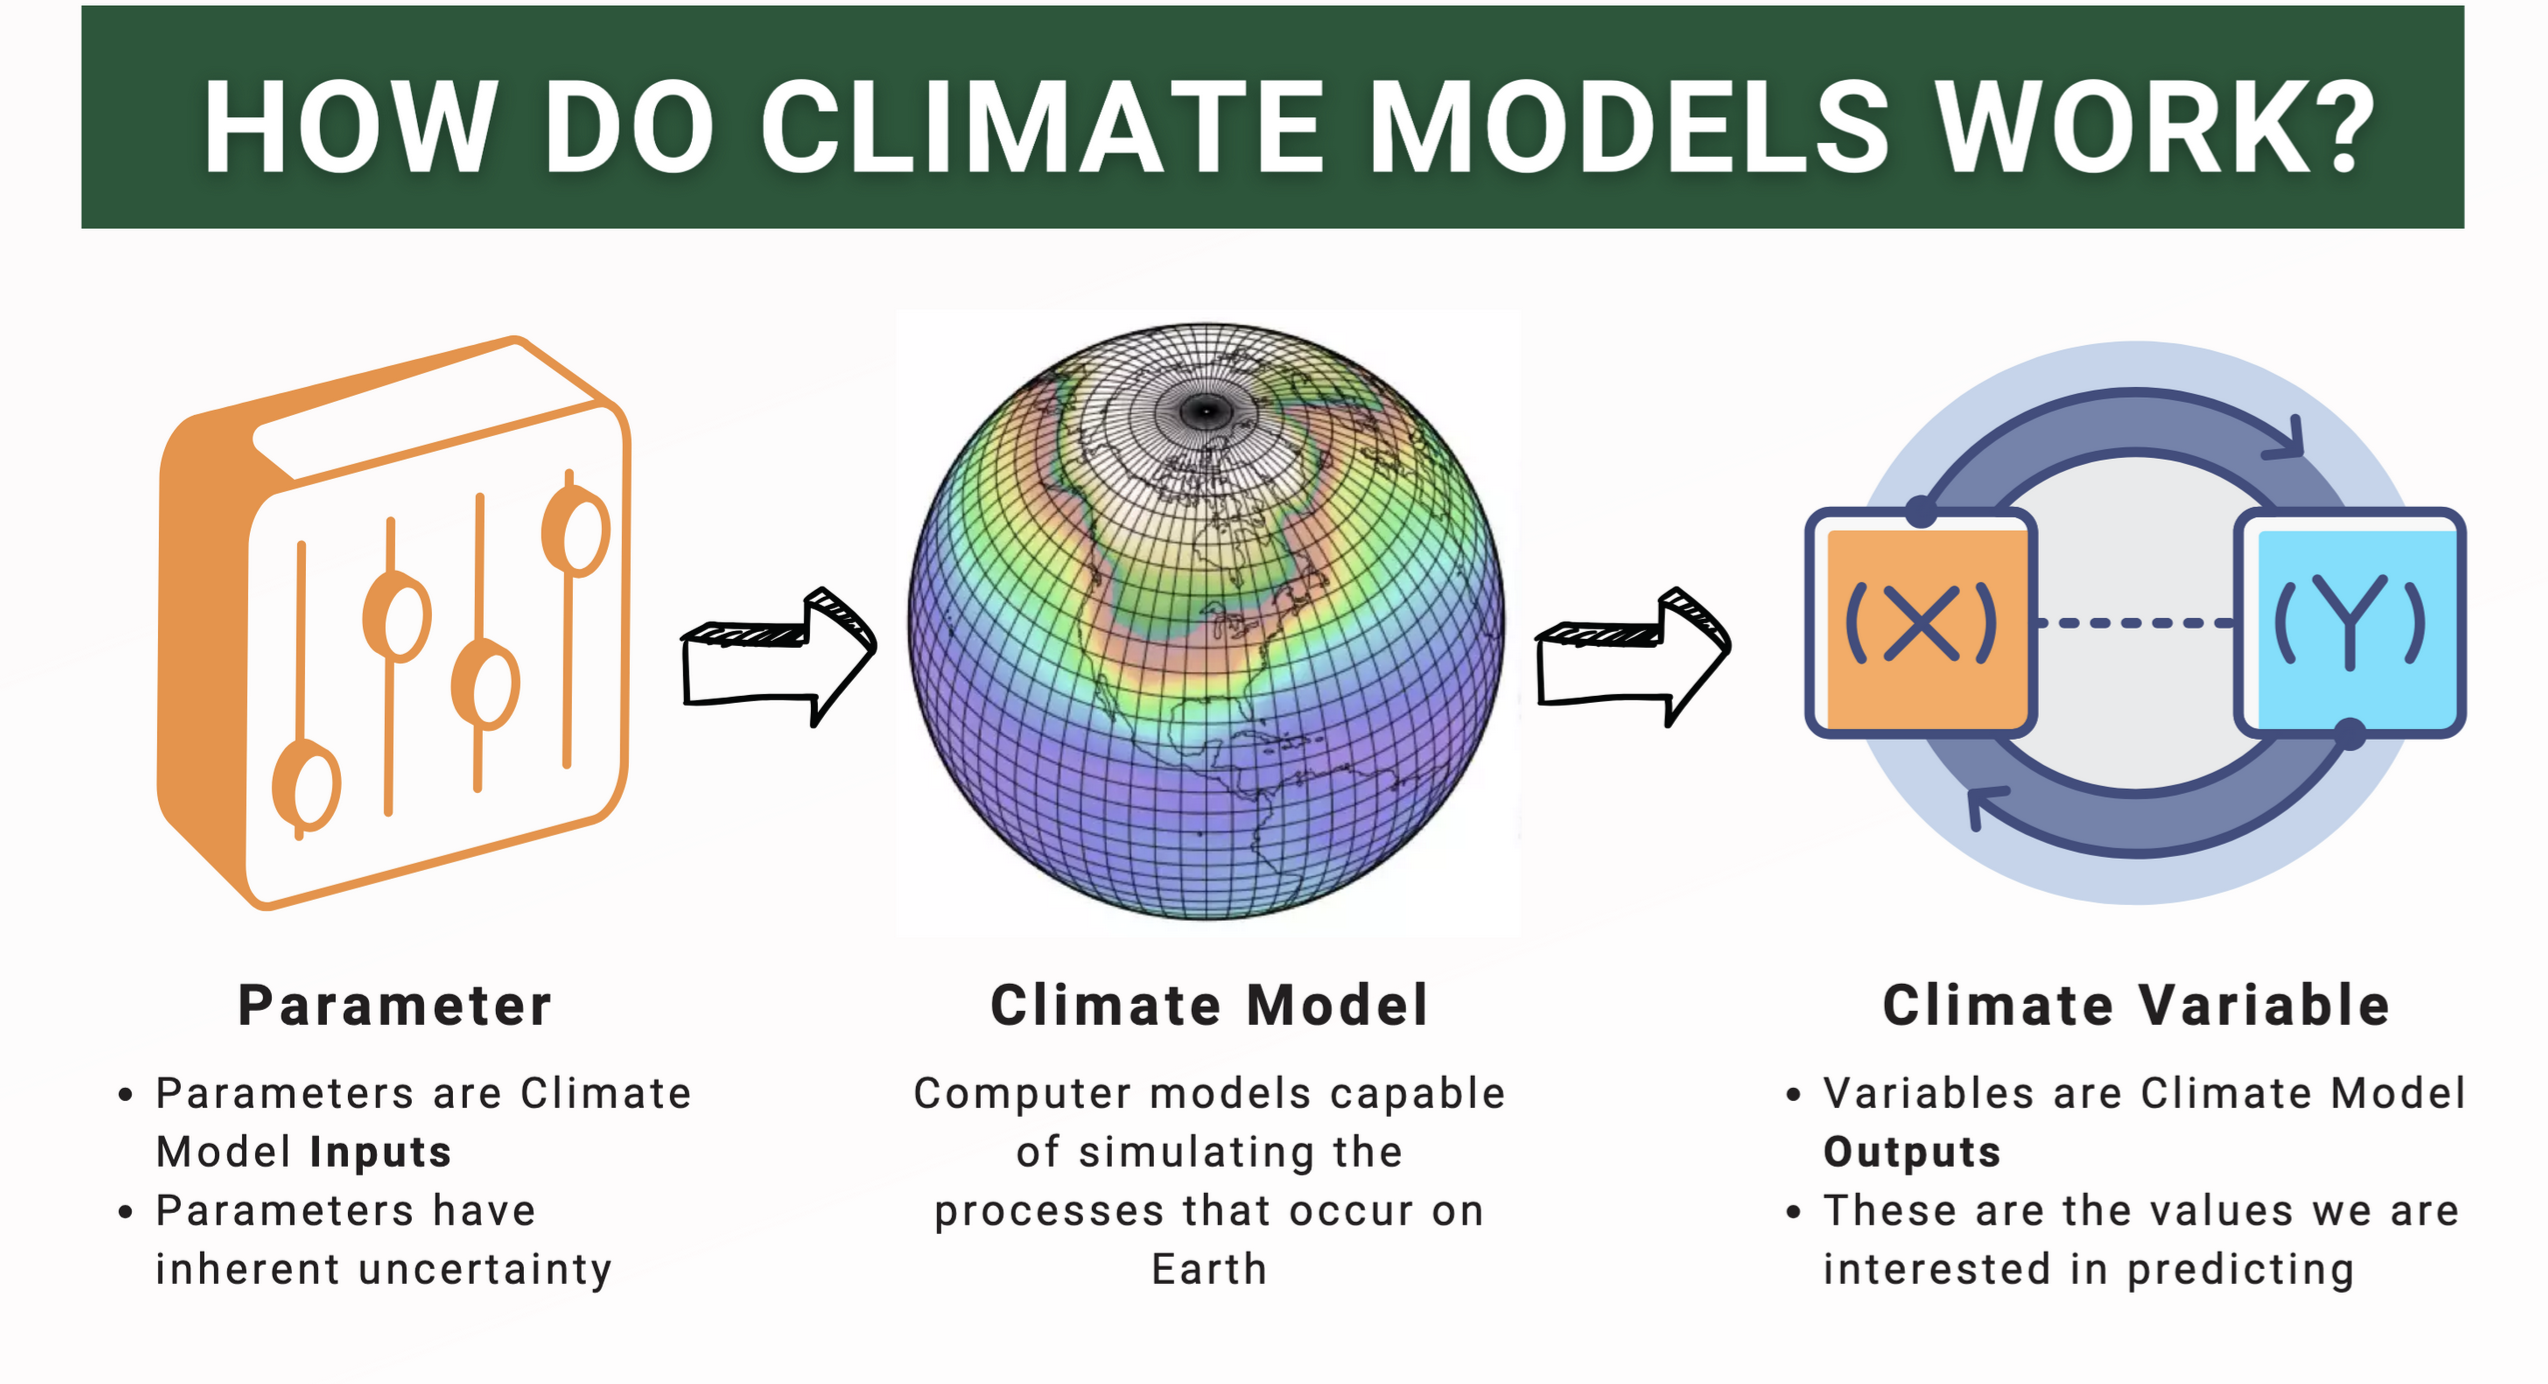 HOW DO CLIMATE MODELS WORK?
(X)
(Y)
Parameter
• Parameters are Climate
Model Inputs
• Parameters have
inherent uncertainty
Climate Model
Computer models capable
of simulating the
processes that occur on
Earth
Climate Variable
• Variables are Climate Model
Outputs
• These are the values we are
interested in predicting